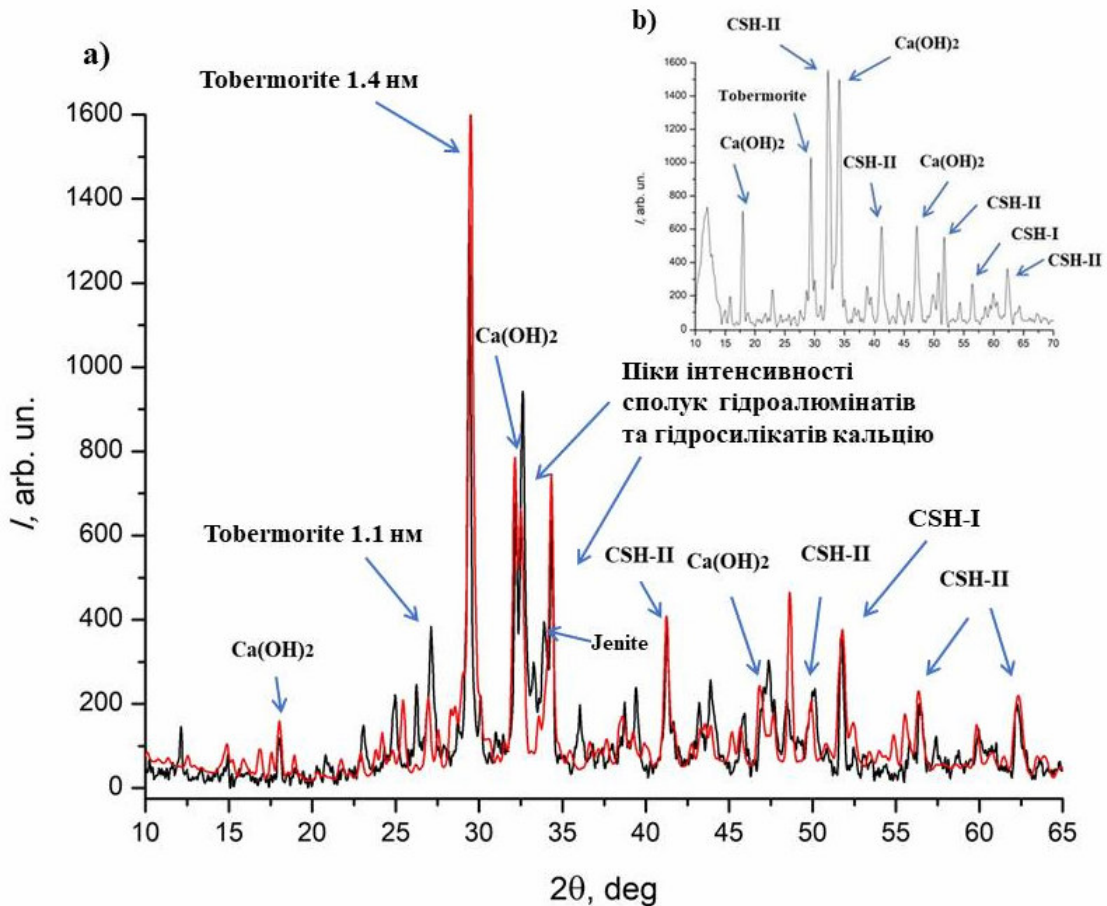 a)
Tobermorite 1.4 нм
Ca(OH)2
Піки інтенсивності
сполук гідроалюмінатів
та гідросилікатів кальцію
Tobermorite 1.1 нм
Ca(OH)2
Jenite
CSH-II
Ca(OH)2
CSH-II
CSH-I
CSH-II
I, arb. un.
1600
1400
1200
1000
800
600
400
200
0
10 15 20 25 30 35 40 45 50 55 60 65
2θ, deg
b)
CSH-II
Ca(OH)2
Tobermorite
Ca(OH)2
CSH-II
Ca(OH)2
CSH-II
CSH-I
CSH-II
I, arb. un.
1600
1400
1200
1000
800
600
400
200
0
10 15 20 25 30 35 40 45 50 55 60 65 70